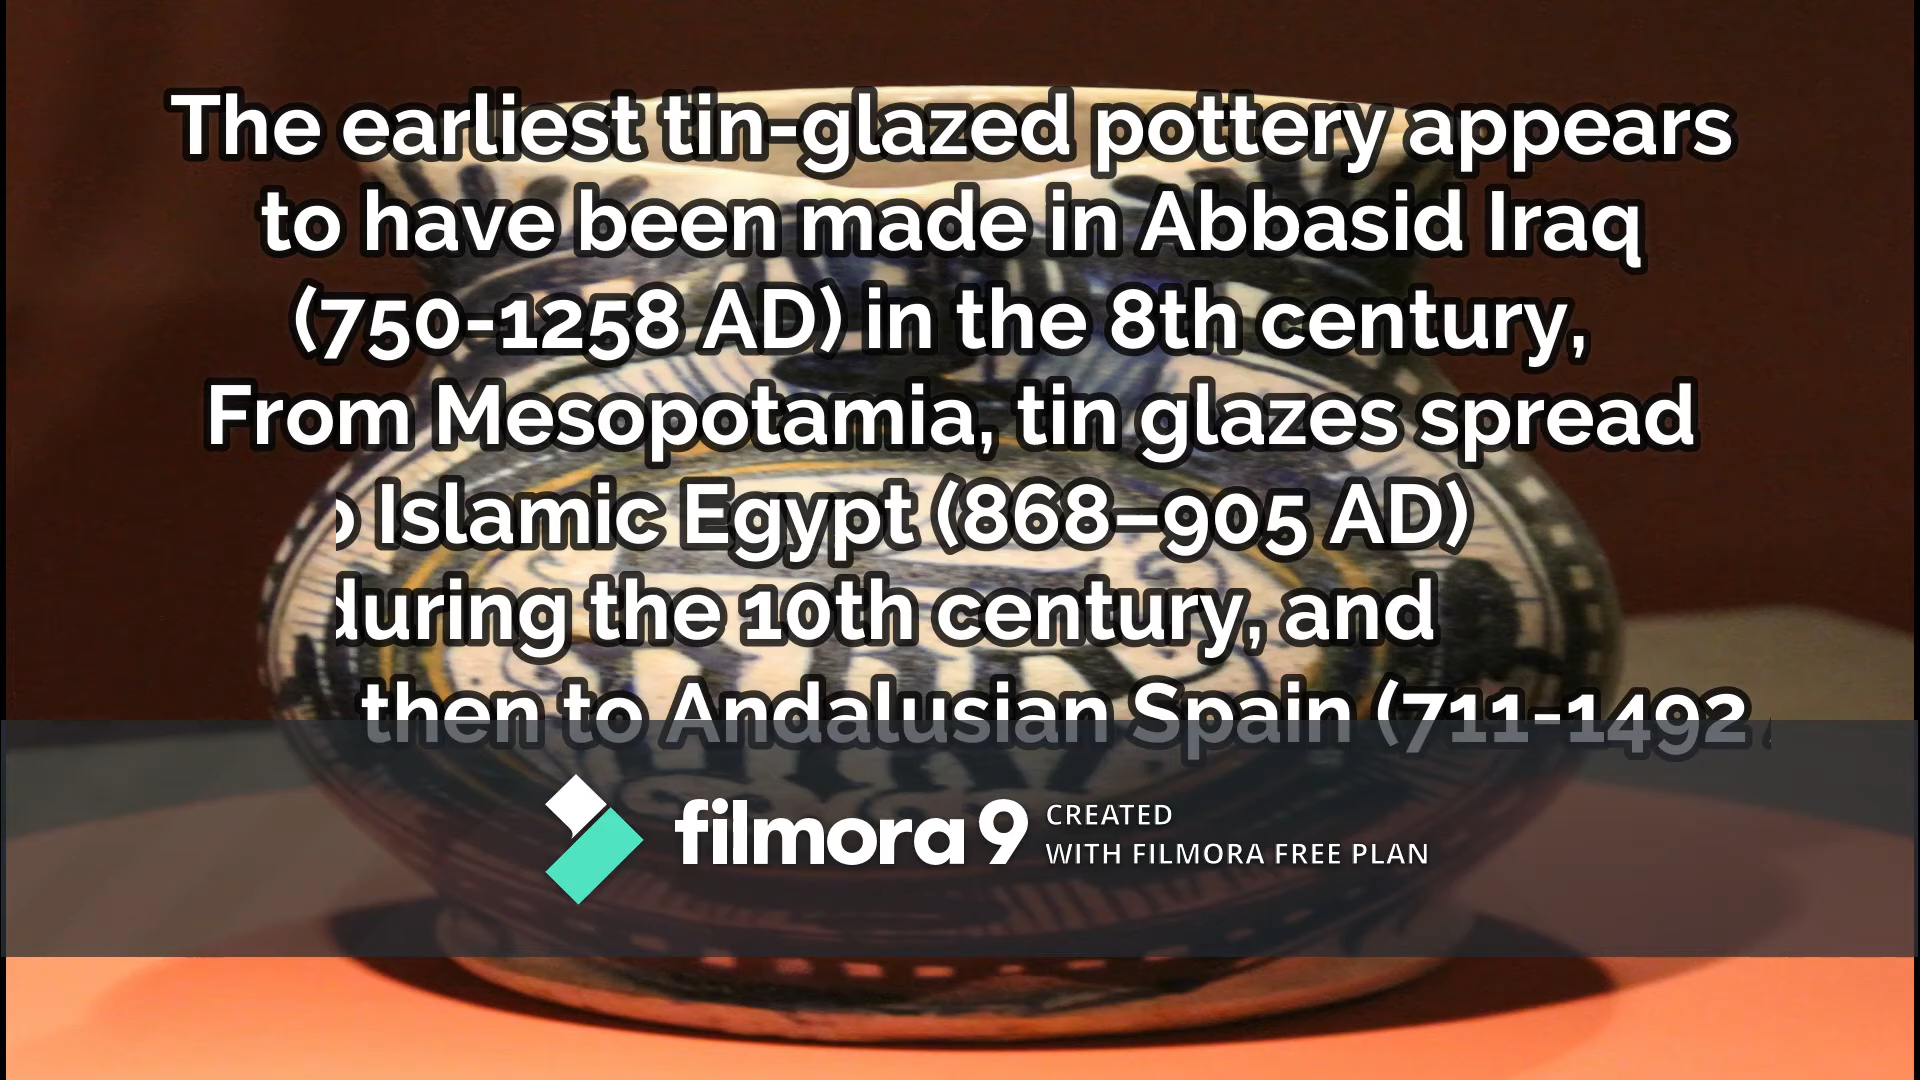 The earliest tin-glazed pottery appears
to have been made in Abbasid Iraq
(750-1258 AD) in the 8th century,
From Mesopotamia, tin glazes spread
Islamic Egypt (868–905 AD)
during the 10th century, and
then to Andalusian Spain (711-1492
filmora 9
CREATED
WITH FILMORA FREE PLAN